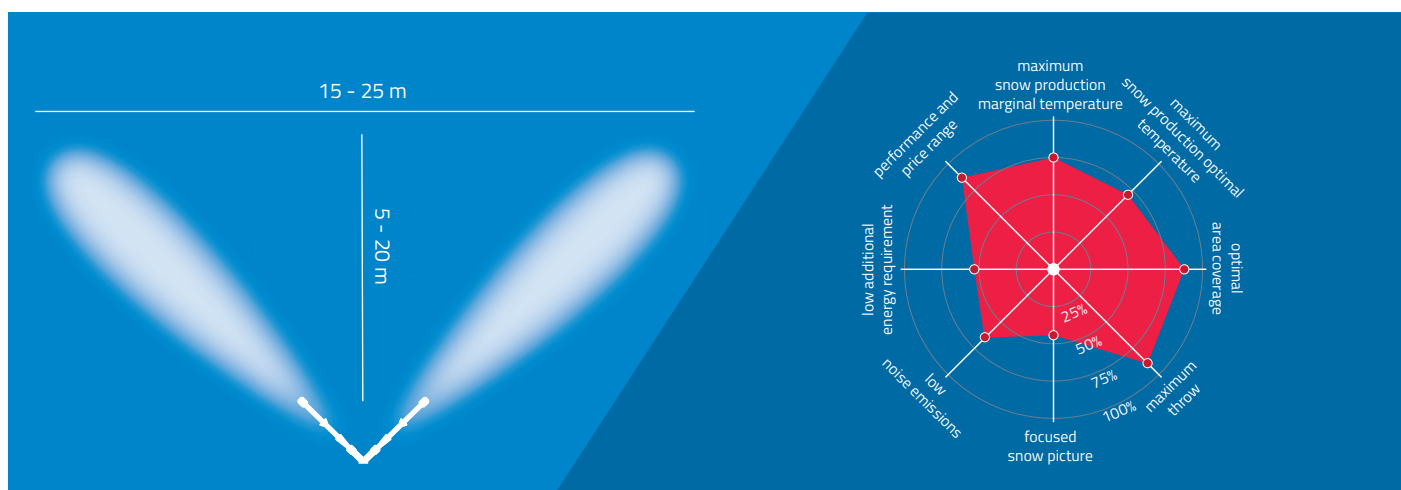 15 - 25 m
5 - 20 m
maximum
snow production
marginal temperature
maximum
snow production optimal
temperature
optimal
area coverage
maximum
throw
focused
snow picture
low
noise emissions
low additional
energy requirement
performance and
price range
25%
50%
75%
100%